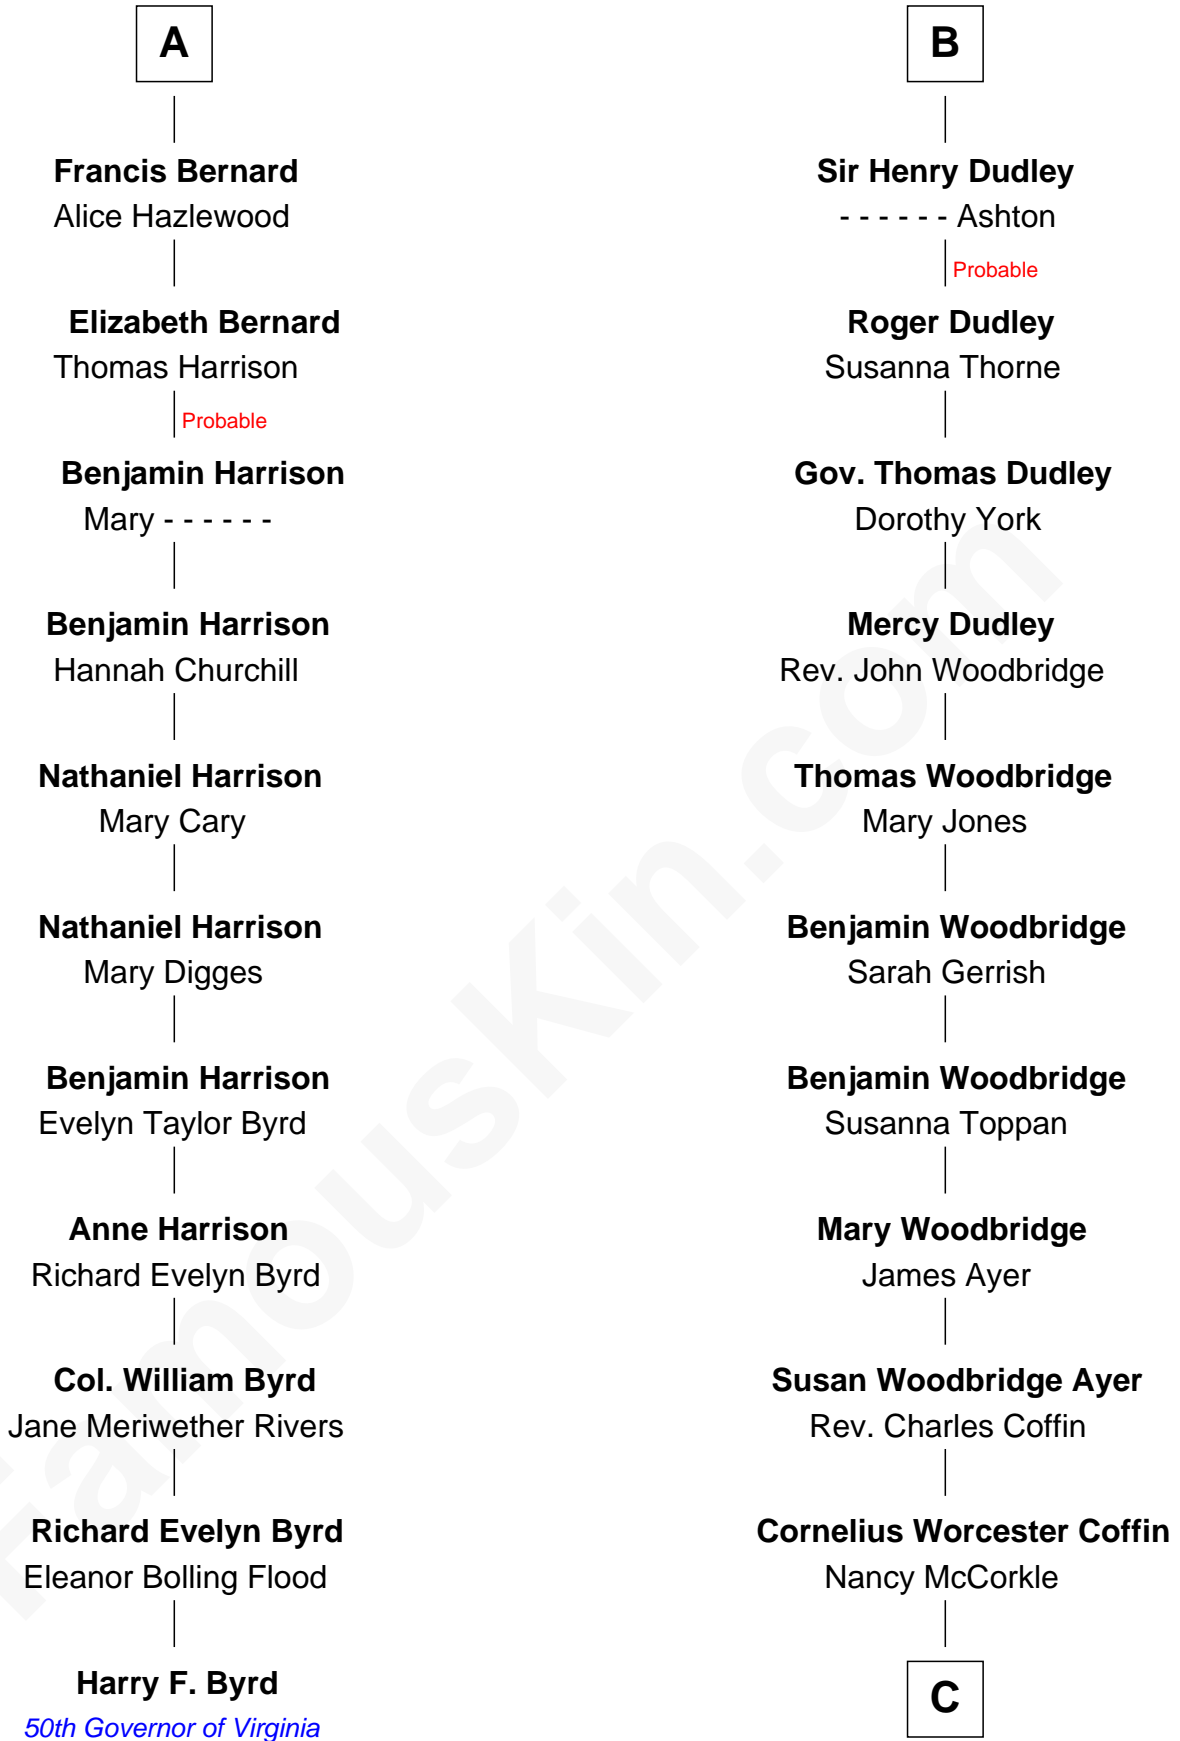 A
Francis Bernard
Alice Hazlewood
Elizabeth Bernard
Thomas Harrison
Probable
Benjamin Harrison
Mary - - - - - -
Benjamin Harrison
Hannah Churchill
Nathaniel Harrison
Mary Cary
Nathaniel Harrison
Mary Digges
Benjamin Harrison
Evelyn Taylor Byrd
Anne Harrison
Richard Evelyn Byrd
Col. William Byrd
Jane Meriwether Rivers
Richard Evelyn Byrd
Eleanor Bolling Flood
Harry F. Byrd
50th Governor of Virginia
B
Sir Henry Dudley
- - - - - - Ashton
Probable
Roger Dudley
Susanna Thorne
Gov. Thomas Dudley
Dorothy York
Mercy Dudley
Rev. John Woodbridge
Thomas Woodbridge
Mary Jones
Benjamin Woodbridge
Sarah Gerrish
Benjamin Woodbridge
Susanna Toppan
Mary Woodbridge
James Ayer
Susan Woodbridge Ayer
Rev. Charles Coffin
Cornelius Worcester Coffin
Nancy McCorkle
C
FamousKin.com